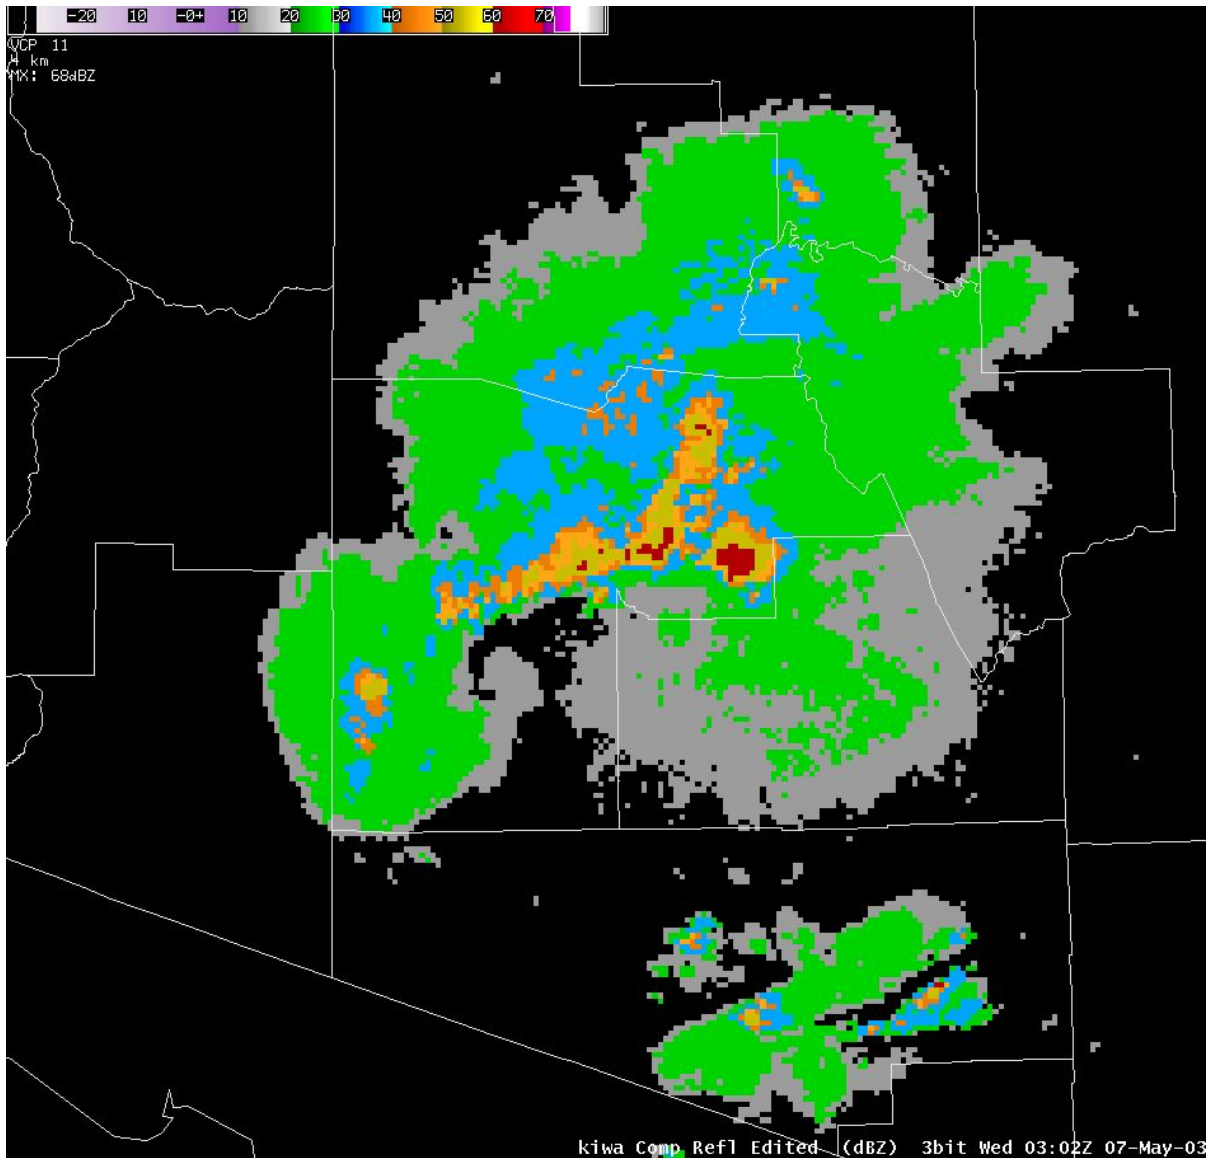 -20 10 -0+ 10 20 30 40 50 60 70
VCP 11
4 km
MX: 68dBZ
kiwa Comp Refl Edited (dBZ) 3bit Wed 03:02Z 07-May-03